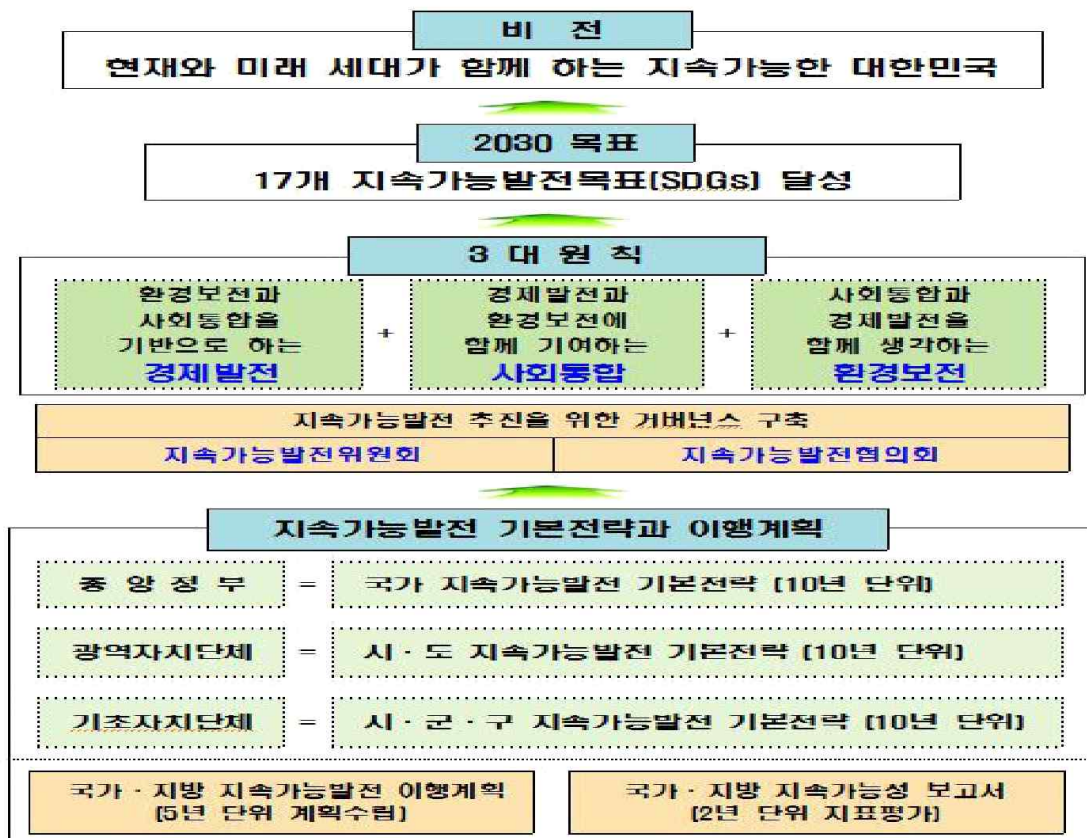 비 전
현재와 미래 세대가 함께 하는 지속가능한 대한민국
2030 목표
17개 지속가능발전목표(SDGs) 달성
3 대 원 칙
환경보전과
사회통합을
기반으로 하는
경제발전
+
경제발전과
환경보전에
함께 기여하는
사회통합
+
사회통합과
경제발전을
함께 생각하는
환경보전
지속가능발전 추진을 위한 거버넌스 구축
지속가능발전위원회
지속가능발전협의회
지속가능발전 기본전략과 이행계획
중 앙 정 부 = 국가 지속가능발전 기본전략 (10년 단위)
광역자치단체 = 시·도 지속가능발전 기본전략 (10년 단위)
기초자치단체 = 시·군·구 지속가능발전 기본전략 (10년 단위)
국가·지방 지속가능발전 이행계획
(5년 단위 계획수립)
국가·지방 지속가능성 보고서
(2년 단위 지표평가)